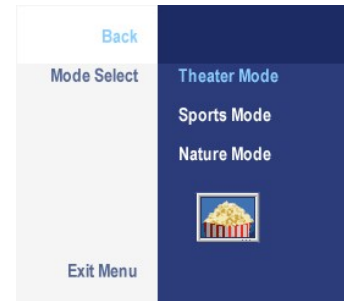 Back
Mode Select
Theater Mode
Sports Mode
Nature Mode
Exit Menu